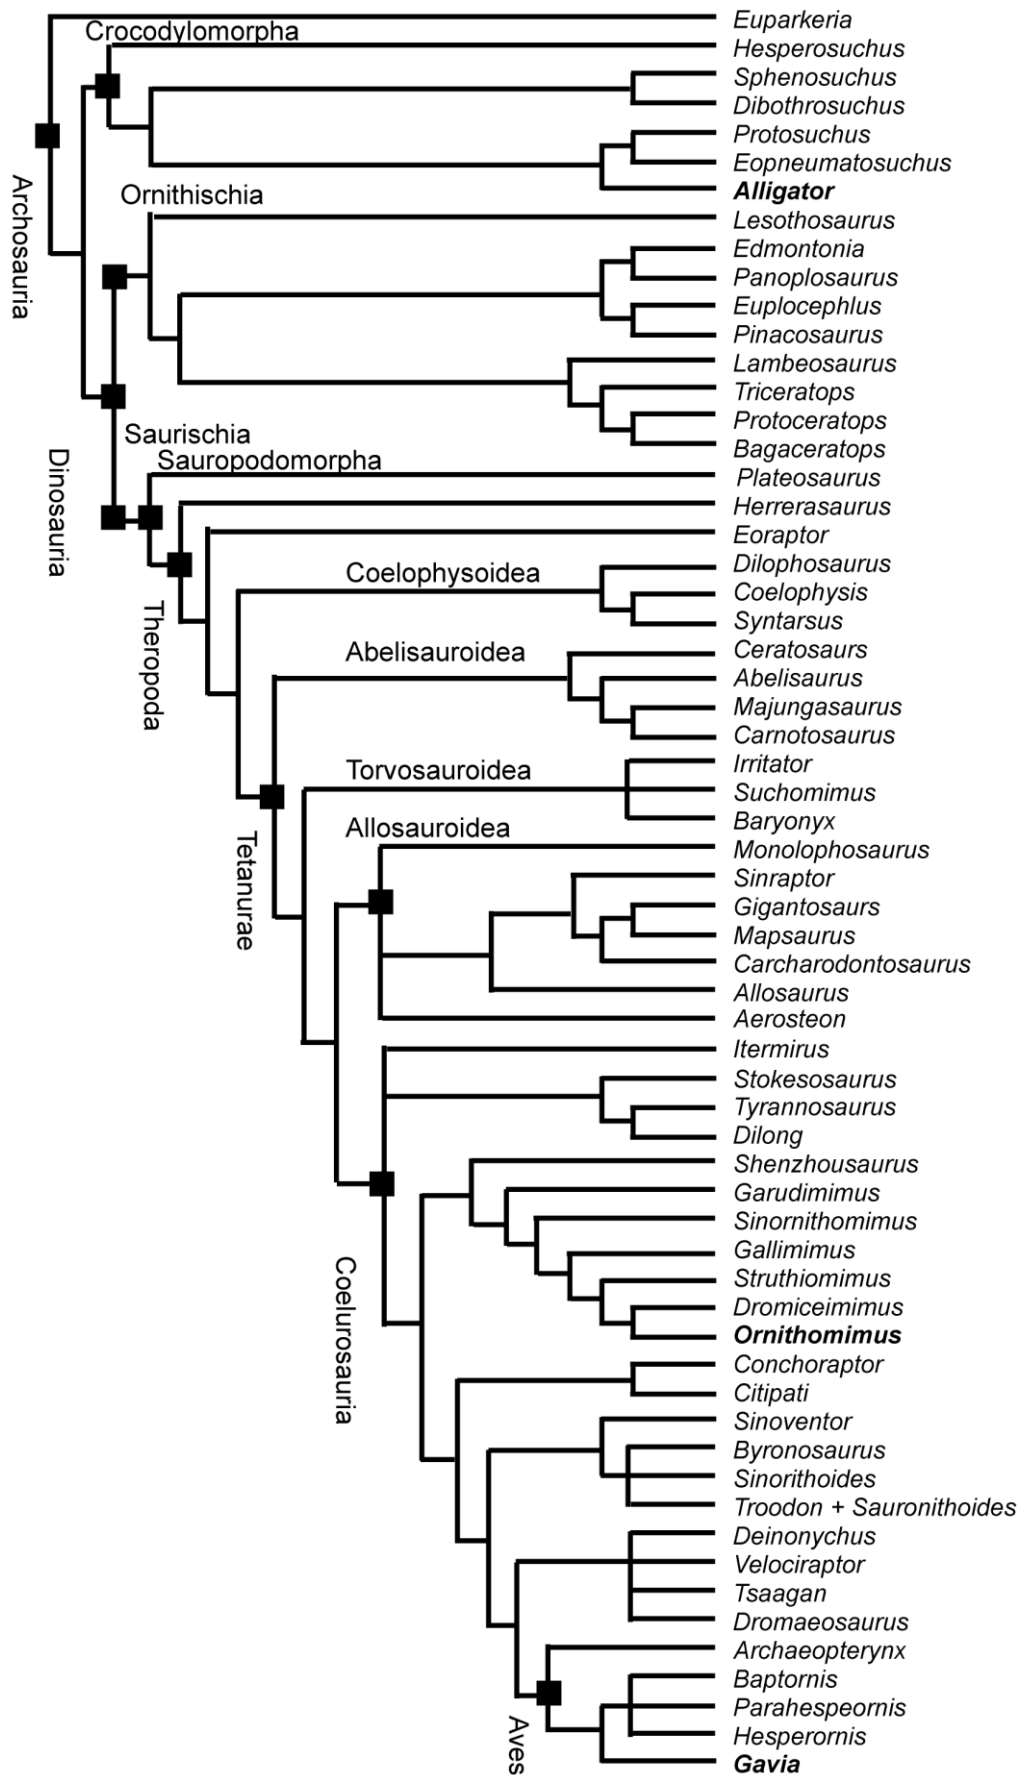 Euparkeria
Crocodylomorpha
Hesperosuchus
Sphenosuchus
Dibothrosuchus
Protosuchus
Eopneumatosuchus
Archosauria
Ornithischia
Alligator
Lesothosaurus
Edmontonia
Panoplosaurus
Euplocephlus
Pinacosaurus
Lambeosaurus
Triceratops
Protoceratops
Saurischia
Bagaceratops
Dinosauria
Sauropodomorpha
Plateosaurus
Herrerasaurus
Eoraptor
Dilophosaurus
Coelophysoidea
Coelophysis
Syntarsus
Theropoda
Ceratosaurs
Abelisauroidea
Abelisaurus
Majungasaurus
Carnotosaurus
Irritator
Torvosauroidea
Suchomimus
Baryonyx
Allosauroidea
Tetanurae
Monolophosaurus
Sinraptor
Gigantosaurs
Mapsaurus
Carcharodontosaurus
Allosaurus
Aerosteon
Itermirus
Stokesosaurus
Tyrannosaurus
Dilong
Shenzhousaurus
Garudimimus
Sinornithomimus
Gallimimus
Struthiomimus
Dromiceimimus
Coelurosauria
Ornithomimus
Conchoraptor
Citipati
Sinoventor
Byronosaurus
Sinorithoides
Troodon + Sauronithoides
Deinonychus
Velociraptor
Tsaagan
Dromaeosaurus
Archaeopterynx
Baptornis
Parahespeornis
Hesperornis
Aves
Gavia